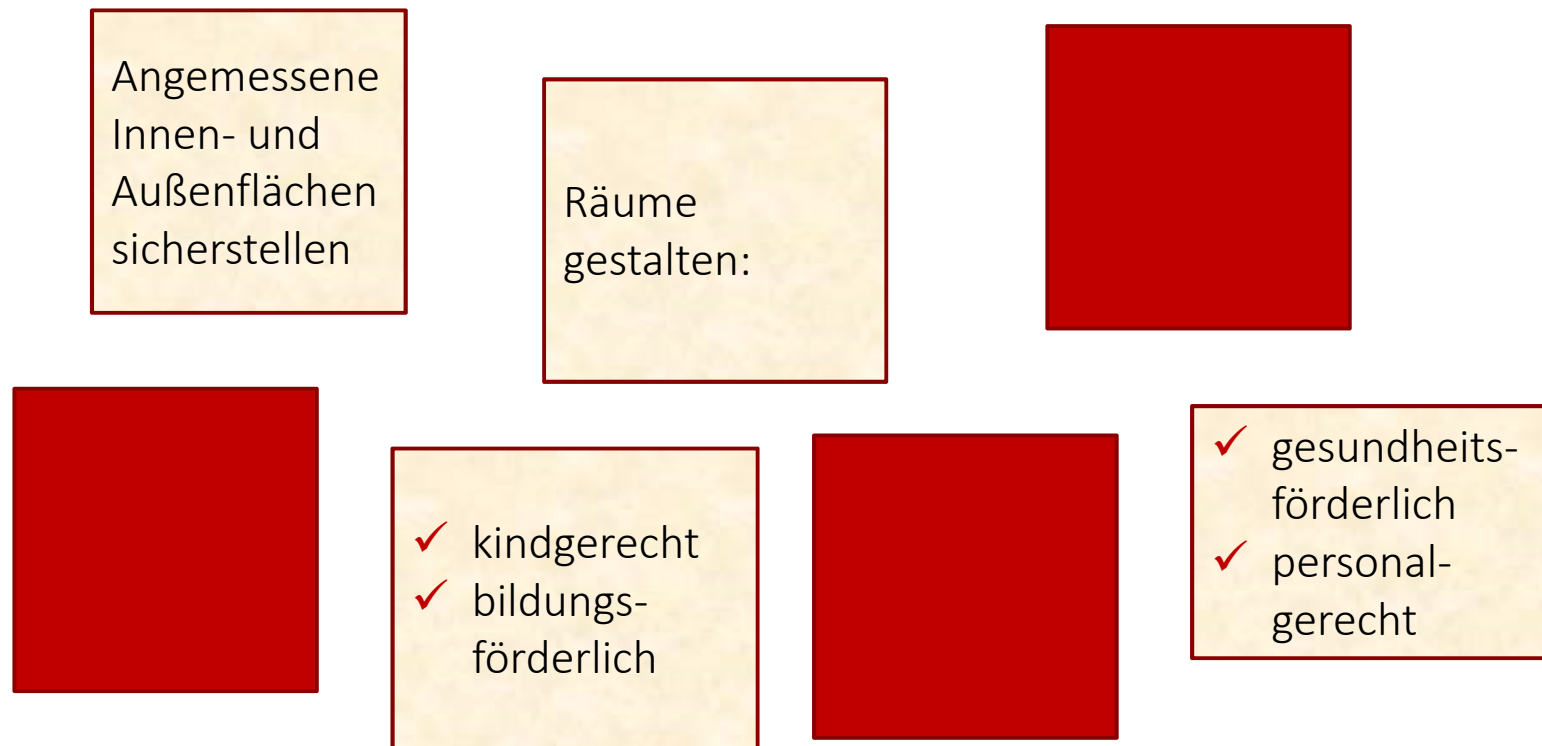 Angemessene
Innen- und
Außenflächen
sicherstellen
Räume
gestalten:
✓ kindgerecht
✓ bildungs-
förderlich
✓ gesundheits-
förderlich
✓ personal-
gerecht